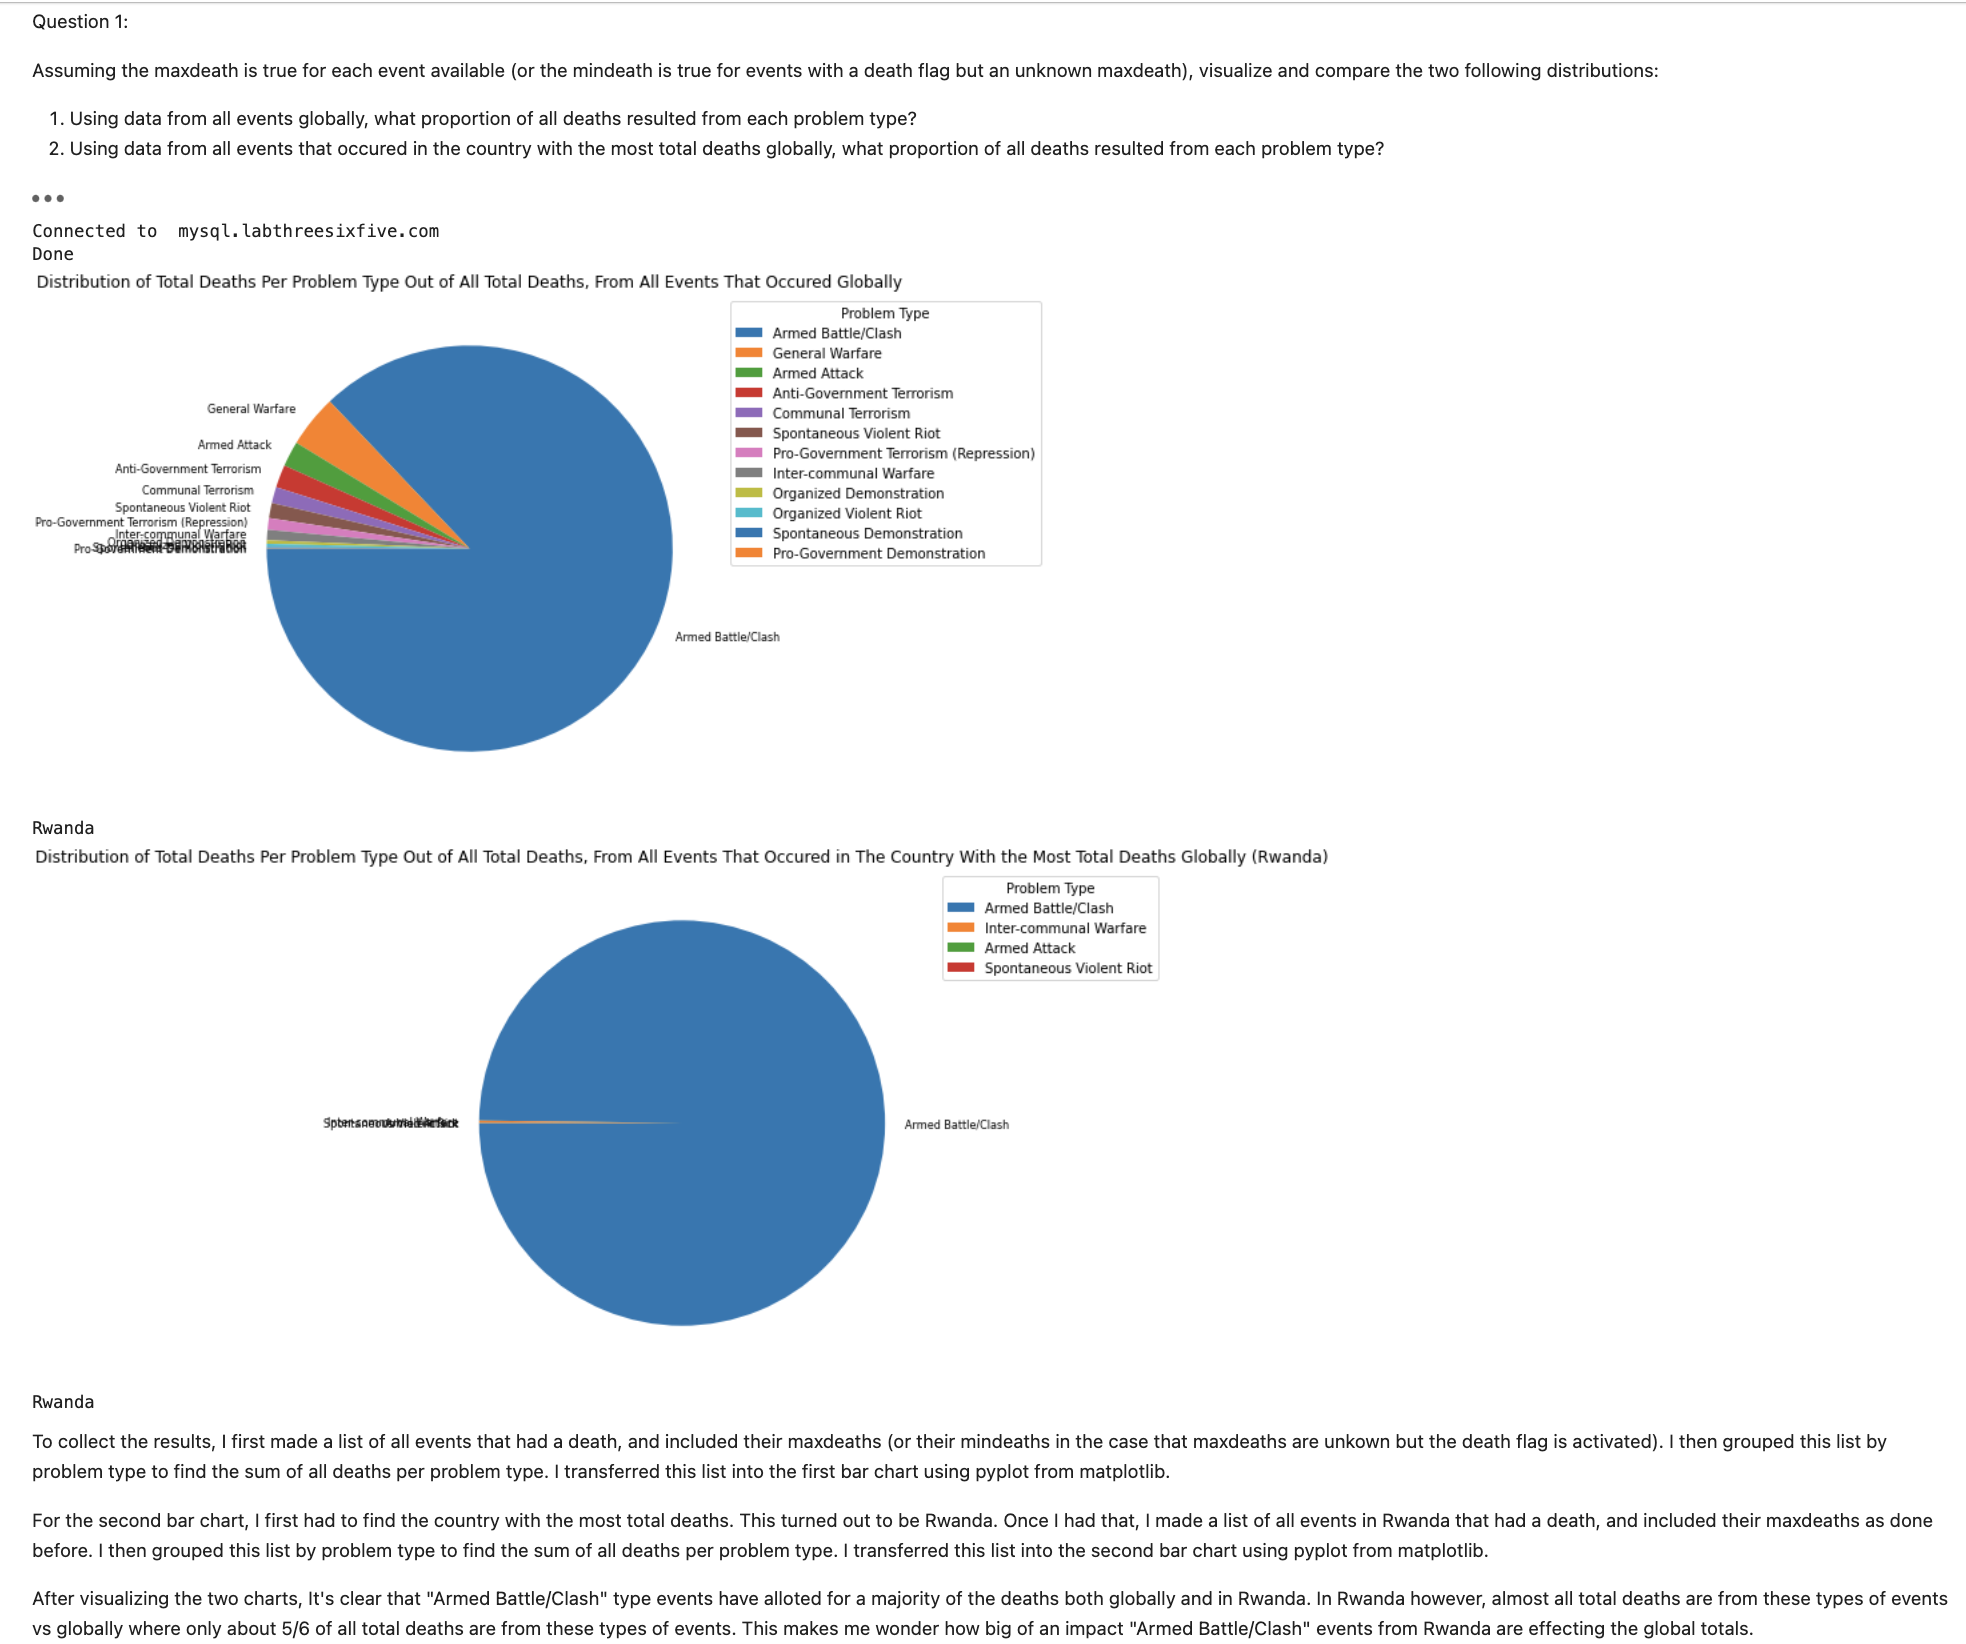 Question 1:
Assuming the maxdeath is true for each event available (or the mindeath is true for events with a death flag but an unknown maxdeath), visualize and compare the two following distributions:
1. Using data from all events globally, what proportion of all deaths resulted from each problem type?
2. Using data from all events that occured in the country with the most total deaths globally, what proportion of all deaths resulted from each problem type?
Connected to  mysql.labthreesixfive.com
Done
Distribution of Total Deaths Per Problem Type Out of All Total Deaths, From All Events That Occured Globally
Problem Type
Armed Battle/Clash
General Warfare
Armed Attack
Anti-Government Terrorism
Communal Terrorism
Spontaneous Violent Riot
Pro-Government Terrorism (Repression)
Inter-communal Warfare
Organized Demonstration
Organized Violent Riot
Spontaneous Demonstration
Pro-Government Demonstration
General Warfare
Armed Attack
Anti-Government Terrorism
Communal Terrorism
Spontaneous Violent Riot
Pro-Government Terrorism (Repression)
Inter-communal Warfare
Pro-Government Demonstration
Armed Battle/Clash
Rwanda
Distribution of Total Deaths Per Problem Type Out of All Total Deaths, From All Events That Occured in The Country With the Most Total Deaths Globally (Rwanda)
Problem Type
Armed Battle/Clash
Inter-communal Warfare
Armed Attack
Spontaneous Violent Riot
Armed Battle/Clash
Rwanda
To collect the results, I first made a list of all events that had a death, and included their maxdeaths (or their mindeaths in the case that maxdeaths are unkown but the death flag is activated). I then grouped this list by
problem type to find the sum of all deaths per problem type. I transferred this list into the first bar chart using pyplot from matplotlib.
For the second bar chart, I first had to find the country with the most total deaths. This turned out to be Rwanda. Once I had that, I made a list of all events in Rwanda that had a death, and included their maxdeaths as done
before. I then grouped this list by problem type to find the sum of all deaths per problem type. I transferred this list into the second bar chart using pyplot from matplotlib.
After visualizing the two charts, It's clear that "Armed Battle/Clash" type events have alloted for a majority of the deaths both globally and in Rwanda. In Rwanda however, almost all total deaths are from these types of events
vs globally where only about 5/6 of all total deaths are from these types of events. This makes me wonder how big of an impact "Armed Battle/Clash" events from Rwanda are effecting the global totals.